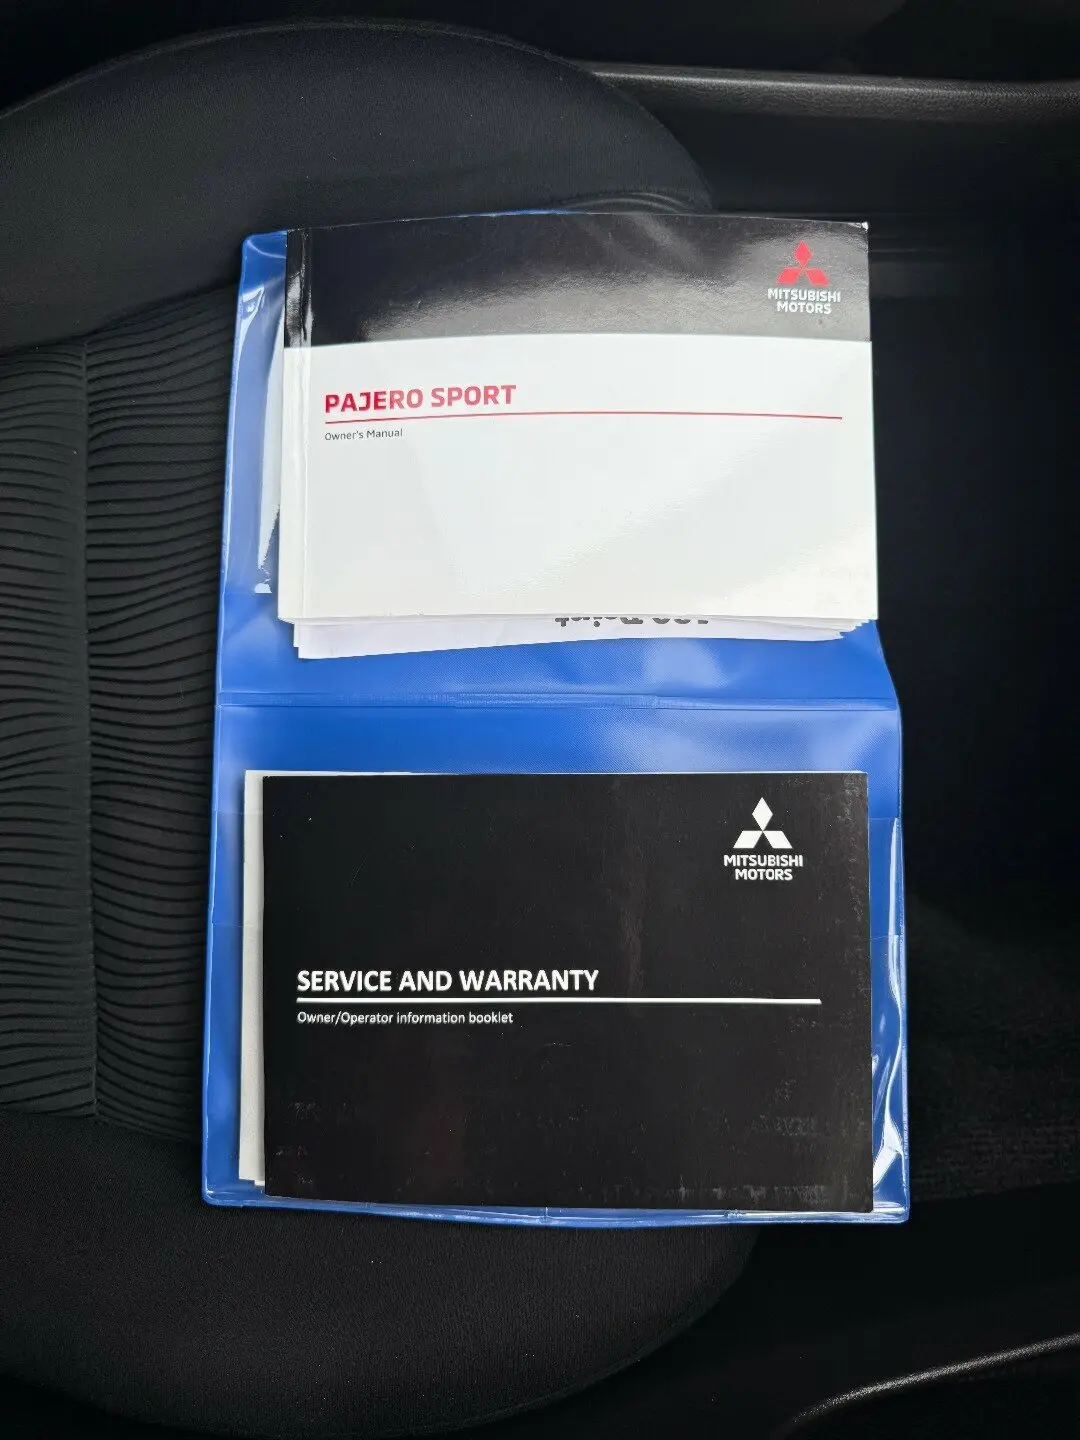 MITSUBISHI
MOTORS
PAJERO SPORT
Owner's Manual
MITSUBISHI
MOTORS
SERVICE AND WARRANTY
Owner/Operator information booklet